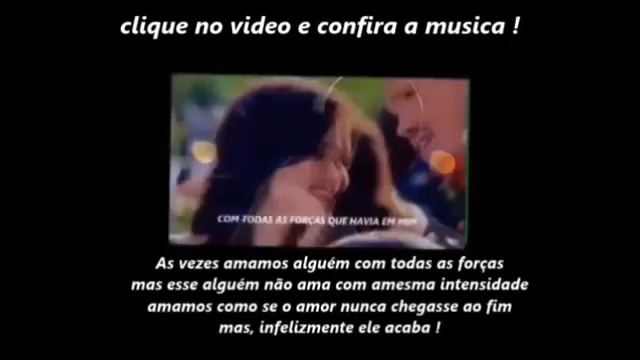 clique no video e confira a musica !
COM TODAS AS FORÇAS QUE HAVIA EM MIM
As vezes amamos alguém com todas as forças
mas esse alguém não ama com amesma intensidade
amamos como se o amor nunca chegasse ao fim
mas, infelizmente ele acaba !